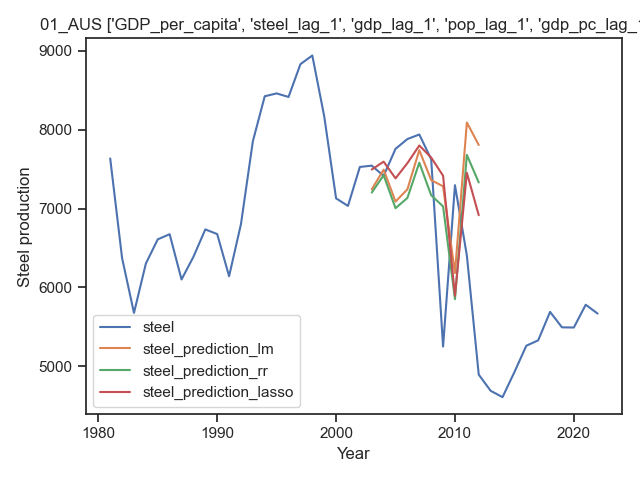 01_AUS ['GDP_per_capita', 'steel_lag_1', 'gdp_lag_1', 'pop_lag_1', 'gdp_pc_lag_
9000
8000
7000
6000
5000
Steel production
steel
steel_prediction_lm
steel_prediction_rr
steel_prediction_lasso
1980
1990
2000
2010
2020
Year